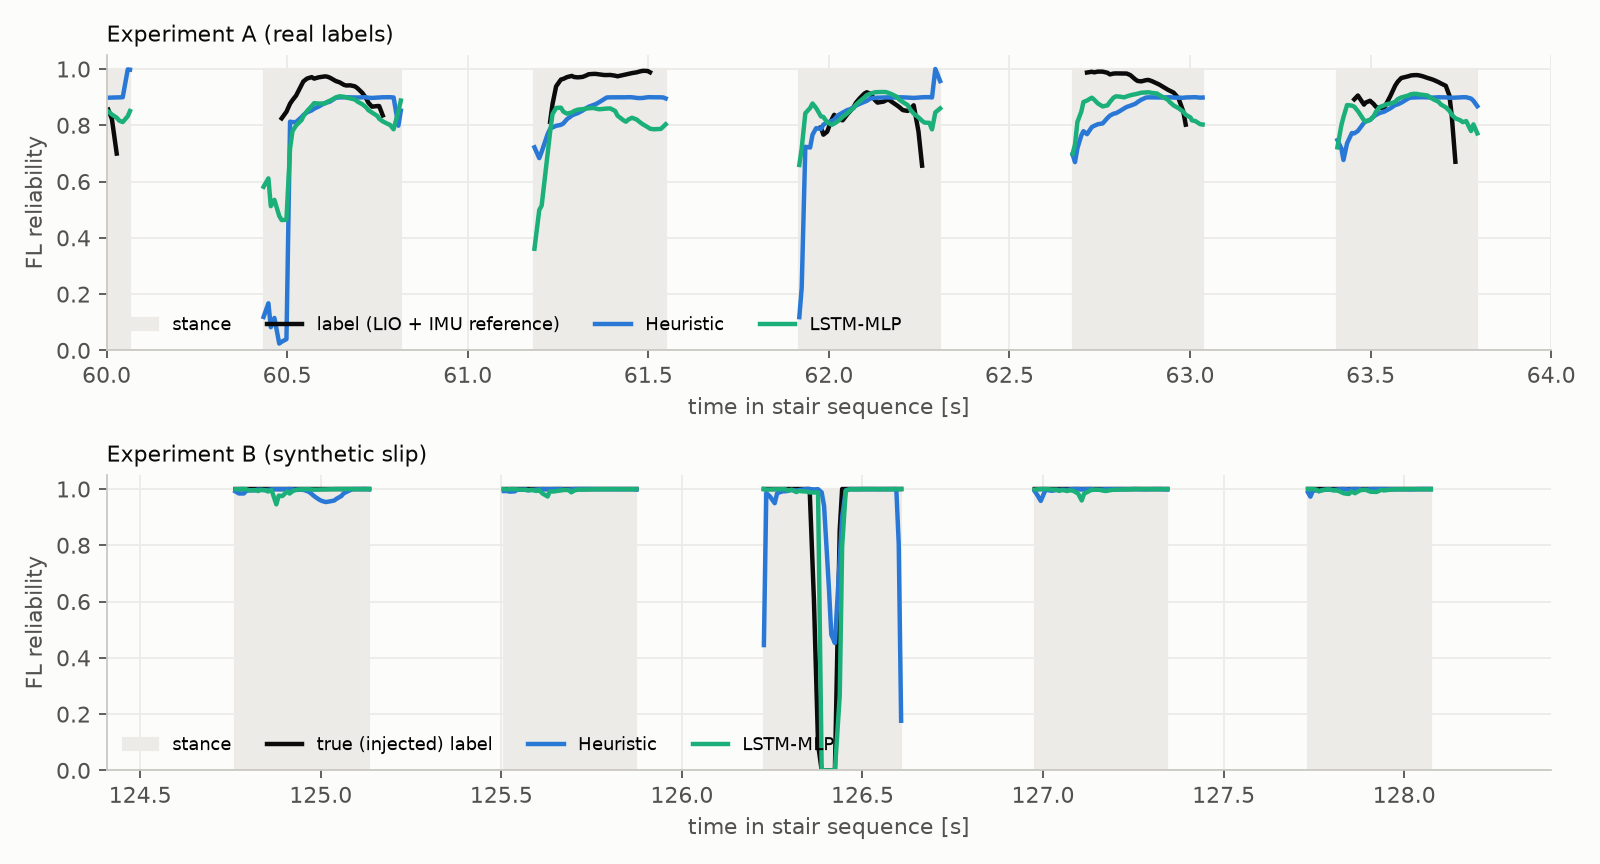 Experiment A (real labels)
FL reliability
1.0
0.8
0.6
0.4
0.2
0.0
stance label (LIO + IMU reference) Heuristic LSTM-MLP
60.0 60.5 61.0 61.5 62.0 62.5 63.0 63.5 64.0
time in stair sequence [s]
Experiment B (synthetic slip)
FL reliability
1.0
0.8
0.6
0.4
0.2
0.0
stance true (injected) label Heuristic LSTM-MLP
124.5 125.0 125.5 126.0 126.5 127.0 127.5 128.0
time in stair sequence [s]